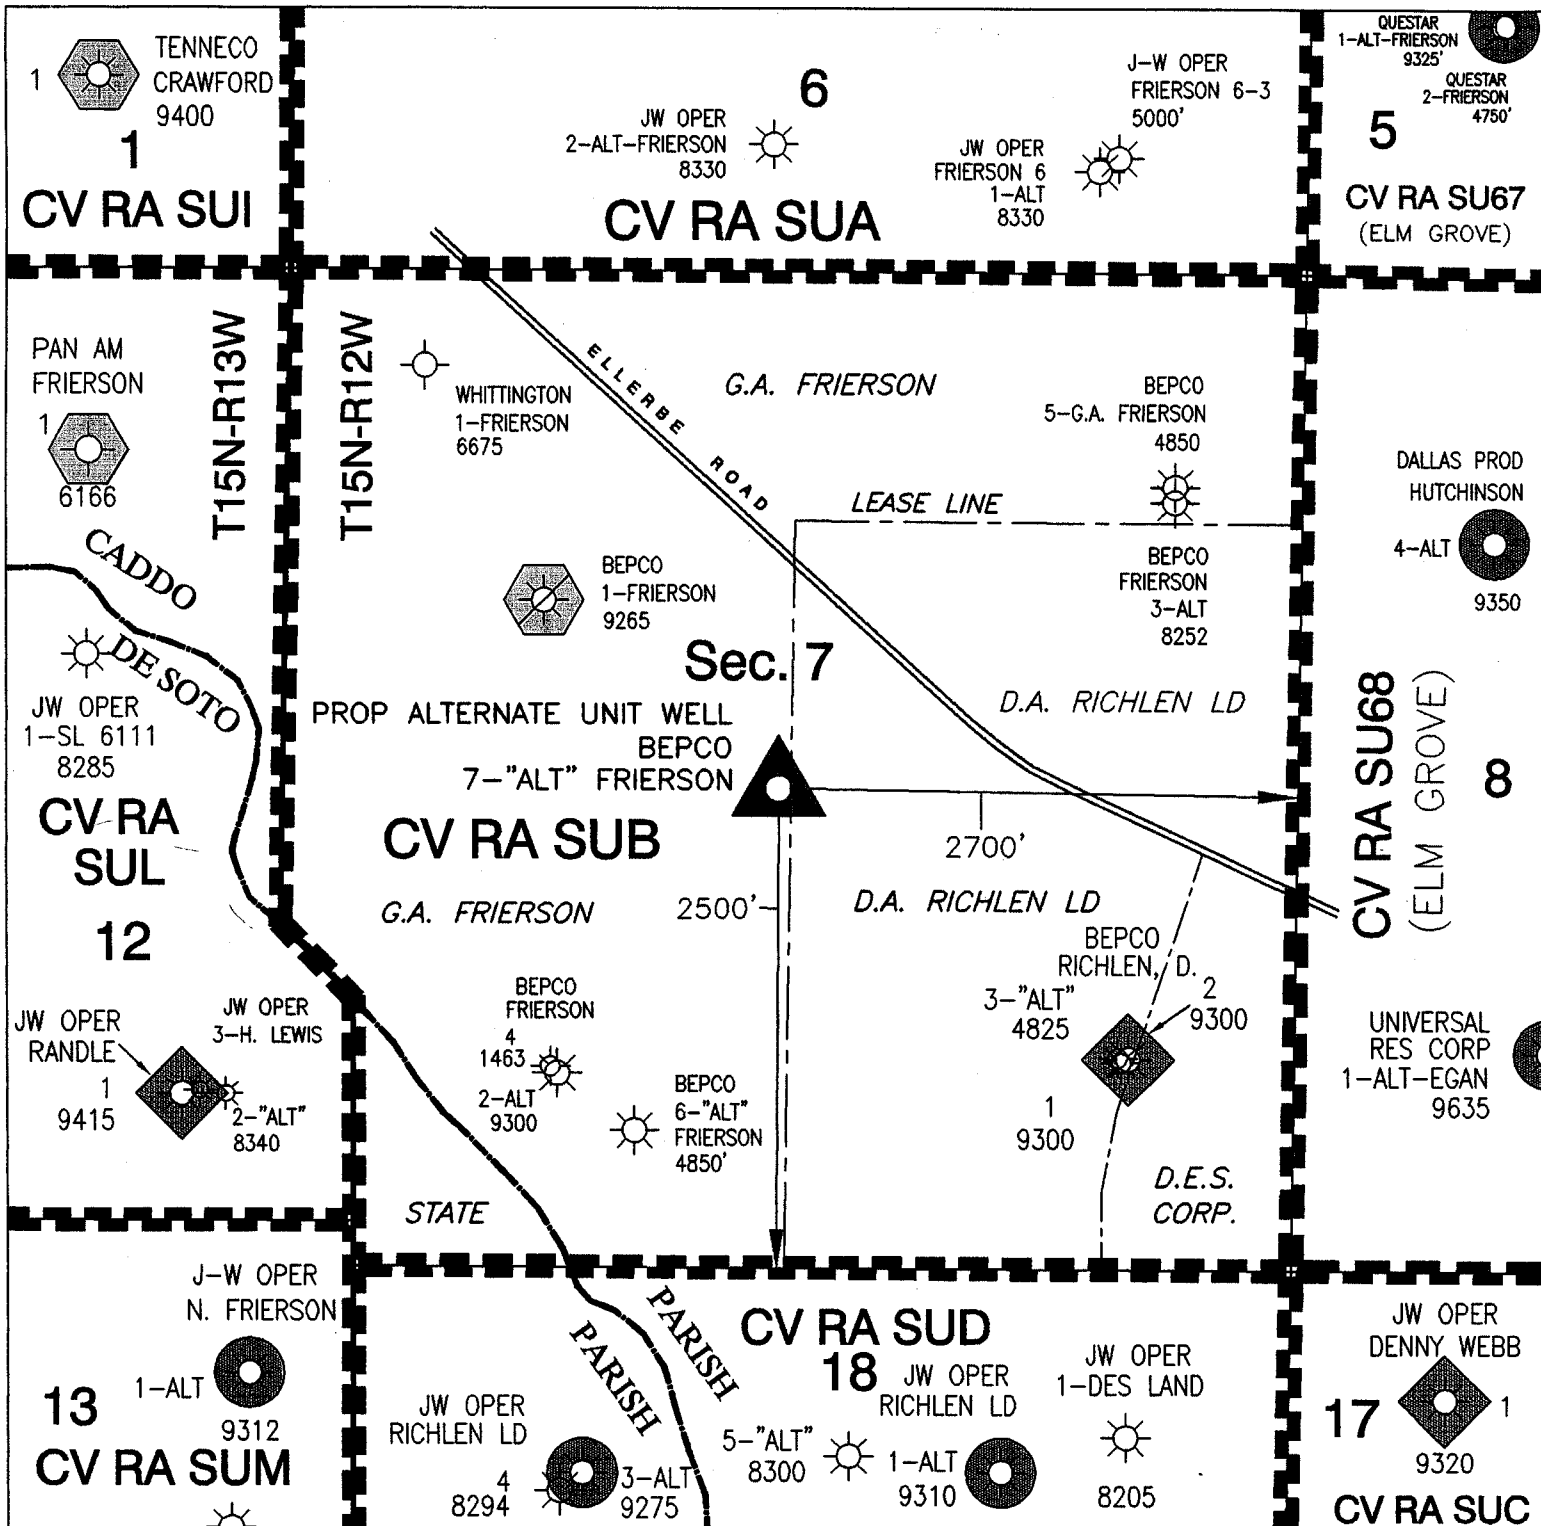 1
TENNECO
CRAWFORD
9400
1
CV RA SUI
6
JW OPER
2-ALT-FRIERSON
8330
J-W OPER
FRIERSON 6-3
5000'
JW OPER
FRIERSON 6
1-ALT
8330
CV RA SUA
QUESTAR
1-ALT-FRIERSON
9325'
QUESTAR
2-FRIERSON
4750'
5
CV RA SU67
(ELM GROVE)
PAN AM
FRIERSON
1
6166
T15N-R13W
T15N-R12W
WHITTINGTON
1-FRIERSON
6675
ELLERBE ROAD
G.A. FRIERSON
BEPCO
5-G.A. FRIERSON
4850
LEASE LINE
BEPCO
FRIERSON
3-ALT
8252
DALLAS PROD
HUTCHINSON
4-ALT
9350
CADDO
DE SOTO
BEPCO
1-FRIERSON
9265
Sec. 7
D.A. RICHLEN LD
JW OPER
1-SL 6111
8285
PROP ALTERNATE UNIT WELL
BEPCO
7-"ALT" FRIERSON
CV RA SU68
(ELM GROVE)
8
CV RA
SUL
12
CV RA SUB
2700'
G.A. FRIERSON
2500'
D.A. RICHLEN LD
BEPCO
RICHLEN, D.
3-"ALT"
4825
2
9300
1
9300
JW OPER
RANDLE
1
9415
JW OPER
3-H. LEWIS
2-"ALT"
8340
BEPCO
FRIERSON
4
1463
2-ALT
9300
BEPCO
6-"ALT"
FRIERSON
4850'
UNIVERSAL
RES CORP
1-ALT-EGAN
9635
STATE
D.E.S.
CORP.
J-W OPER
N. FRIERSON
1-ALT
9312
13
CV RA SUM
PARISH
PARISH
CV RA SUD
18
JW OPER
RICHLEN LD
4
8294
3-ALT
9275
5-"ALT"
8300
JW OPER
RICHLEN LD
1-ALT
9310
JW OPER
1-DES LAND
8205
JW OPER
DENNY WEBB
17
1
9320
CV RA SUC